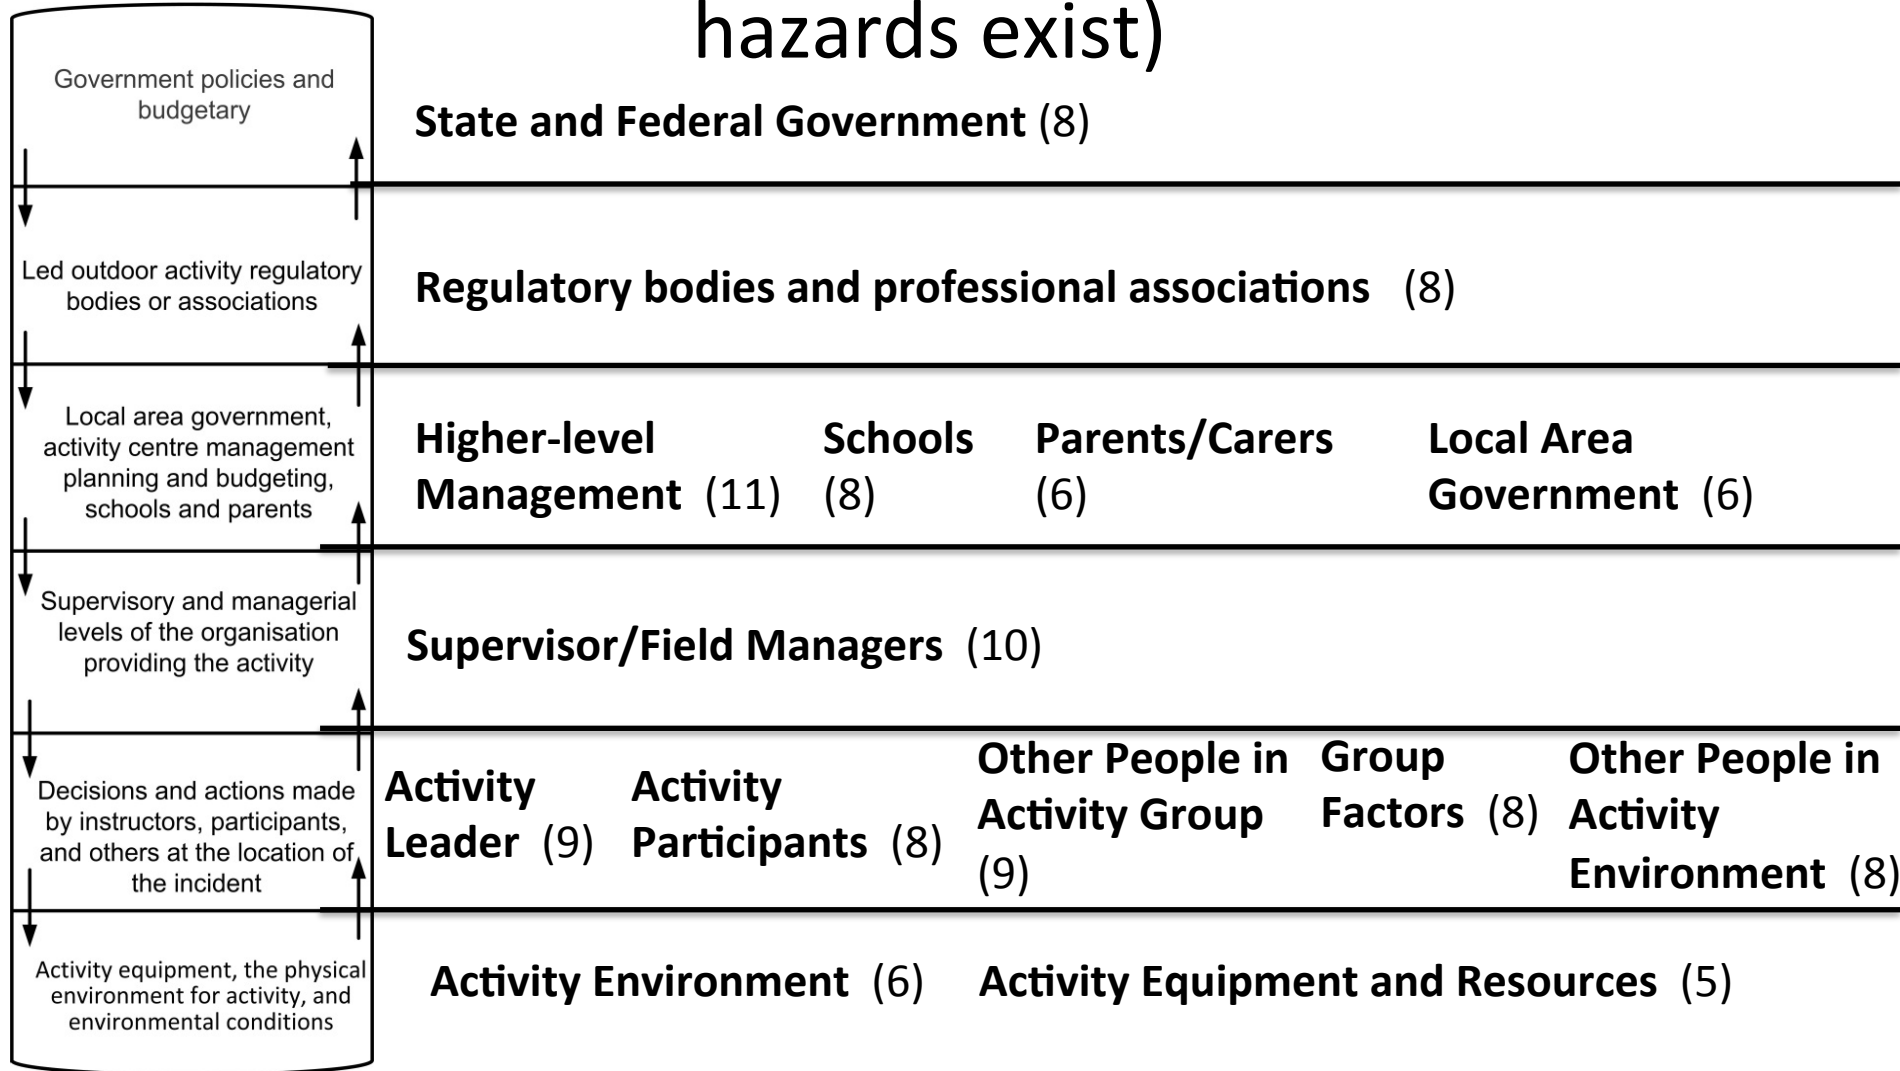 hazards exist)
Government policies and
budgetary
State and Federal Government (8)
Led outdoor activity regulatory
bodies or associations
Regulatory bodies and professional associations (8)
Local area government,
activity centre management
planning and budgeting,
schools and parents
Higher-level
Management (11)
Schools
(8)
Parents/Carers
(6)
Local Area
Government (6)
Supervisory and managerial
levels of the organisation
providing the activity
Supervisor/Field Managers (10)
Decisions and actions made
by instructors, participants,
and others at the location of
the incident
Activity
Leader (9)
Activity
Participants (8)
Other People in
Activity Group
(9)
Group
Factors (8)
Other People in
Activity
Environment (8)
Activity equipment, the physical
environment for activity, and
environmental conditions
Activity Environment (6)
Activity Equipment and Resources (5)